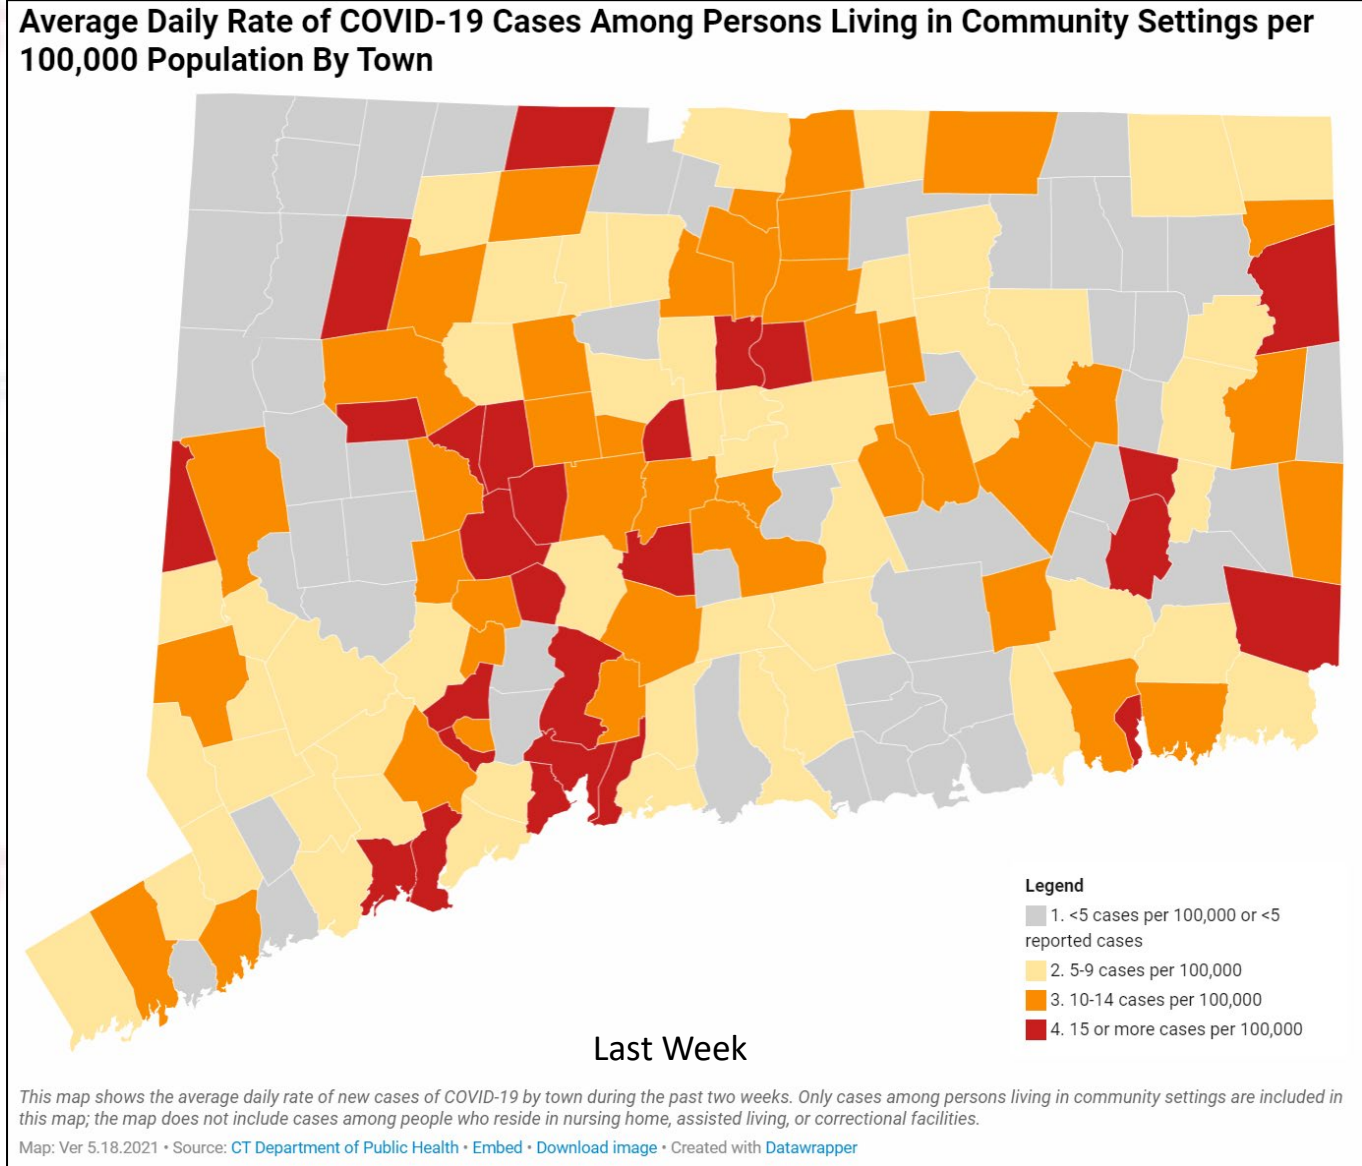 Average Daily Rate of COVID-19 Cases Among Persons Living in Community Settings per
100,000 Population By Town
Legend
1. <5 cases per 100,000 or <5
reported cases
2. 5-9 cases per 100,000
3. 10-14 cases per 100,000
4. 15 or more cases per 100,000
Last Week
This map shows the average daily rate of new cases of COVID-19 by town during the past two weeks. Only cases among persons living in community settings are included in
this map; the map does not include cases among people who reside in nursing home, assisted living, or correctional facilities.
Map: Ver 5.18.2021 • Source: CT Department of Public Health • Embed • Download image • Created with Datawrapper